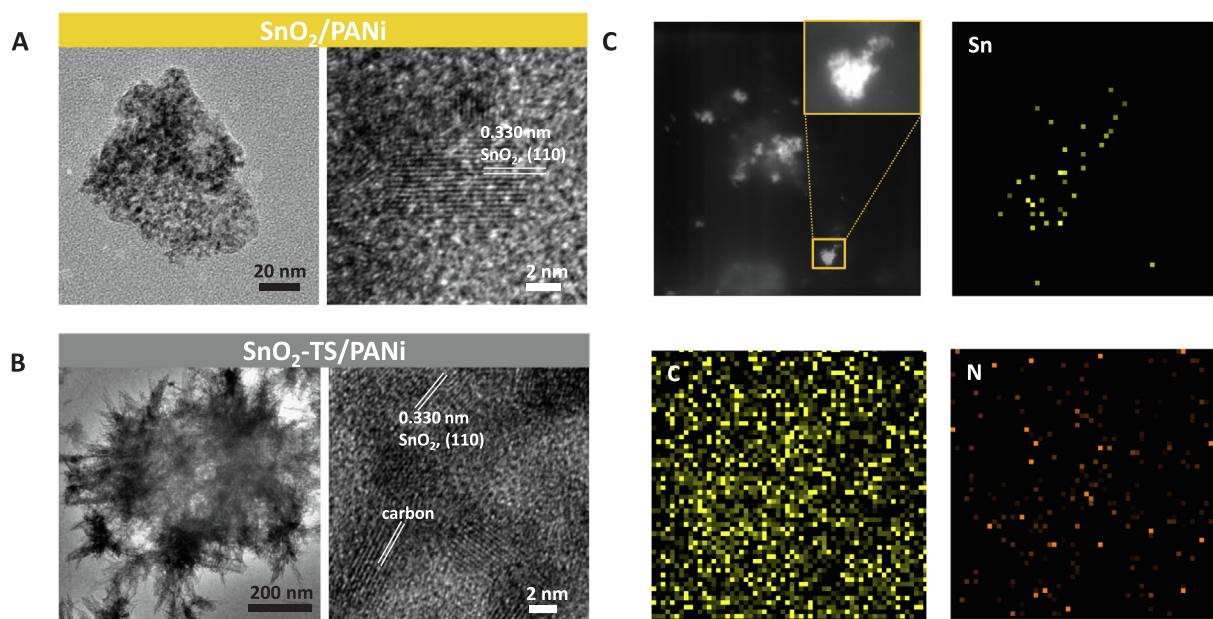 A
SnO₂/PANi
0.330 nm
SnO₂, (110)
20 nm
2 nm
B
SnO₂-TS/PANi
0.330 nm
SnO₂, (110)
carbon
200 nm
2 nm
C
Sn
C
N